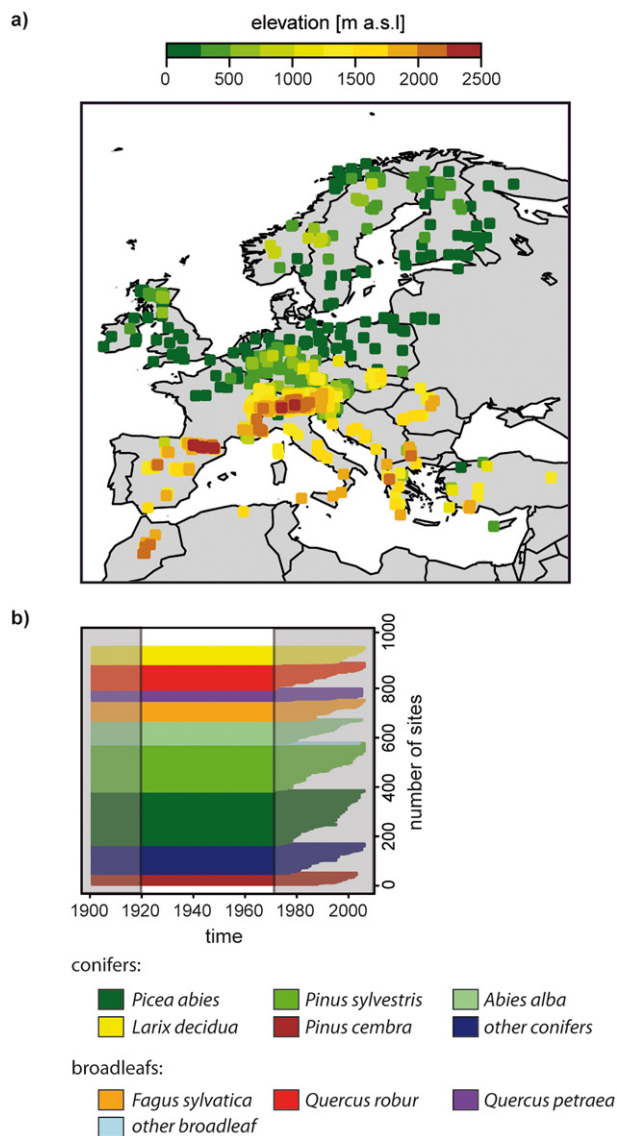 a)
elevation [m a.s.l]
0 500 1000 1500 2000 2500
b)
1000
800
600
400
200
0
number of sites
1900 1920 1940 1960 1980 2000
time
conifers:
Picea abies Pinus sylvestris Abies alba
Larix decidua Pinus cembra other conifers
broadleafs:
Fagus sylvatica Quercus robur Quercus petraea
other broadleaf